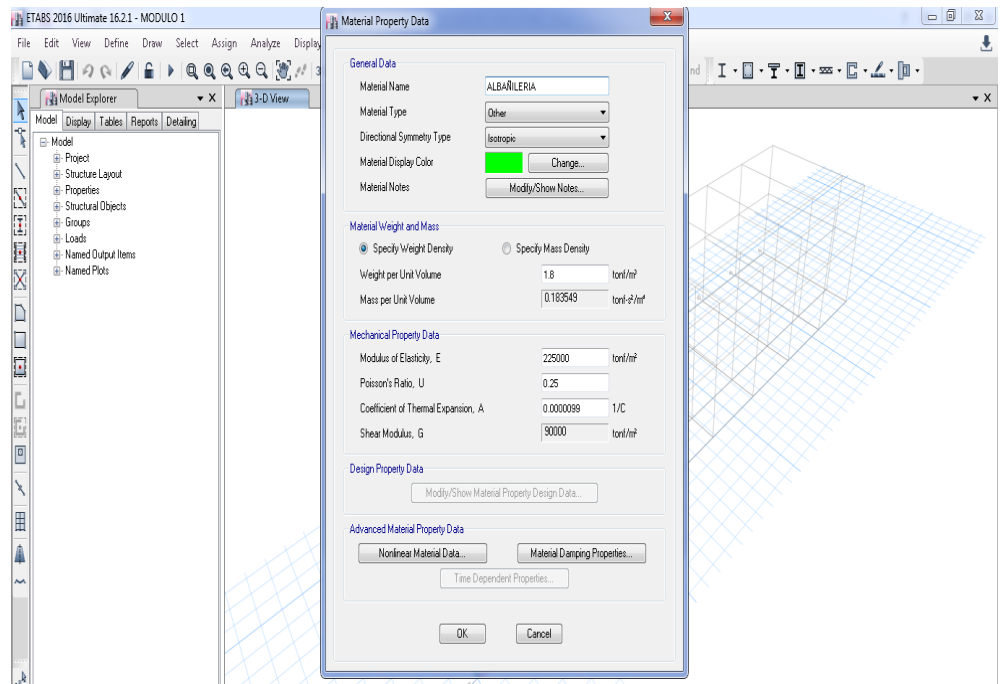 ETABS 2016 Ultimate 16.2.1 - MODULO 1
File Edit View Define Draw Select Assign Analyze Display
Model Explorer
3-D View
Model Display Tables Reports Detailing
Model
Project
Structure Layout
Properties
Structural Objects
Groups
Loads
Named Output Items
Named Plots
Material Property Data
General Data
Material Name ALBAÑILERIA
Material Type Other
Directional Symmetry Type Isotropic
Material Display Color Change...
Material Notes Modify/Show Notes...
Material Weight and Mass
Specify Weight Density Specify Mass Density
Weight per Unit Volume 1.8 tonf/m³
Mass per Unit Volume 0.183549 tonf-s²/m⁴
Mechanical Property Data
Modulus of Elasticity, E 225000 tonf/m²
Poisson's Ratio, U 0.25
Coefficient of Thermal Expansion, A 0.0000099 1/C
Shear Modulus, G 90000 tonf/m²
Design Property Data
Modify/Show Material Property Design Data...
Advanced Material Property Data
Nonlinear Material Data... Material Damping Properties...
Time Dependent Properties...
OK Cancel